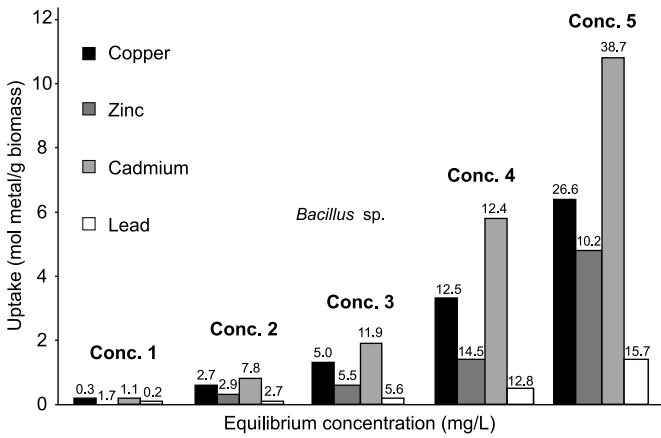 12
10
8
6
4
2
0
Uptake (mol metal/g biomass)
Copper
Zinc
Cadmium
Lead
Bacillus sp.
Conc. 1
0.3
1.7
1.1
0.2
Conc. 2
2.7
2.9
7.8
2.7
Conc. 3
5.0
5.5
11.9
5.6
Conc. 4
12.5
14.5
12.4
12.8
Conc. 5
26.6
10.2
38.7
15.7
Equilibrium concentration (mg/L)